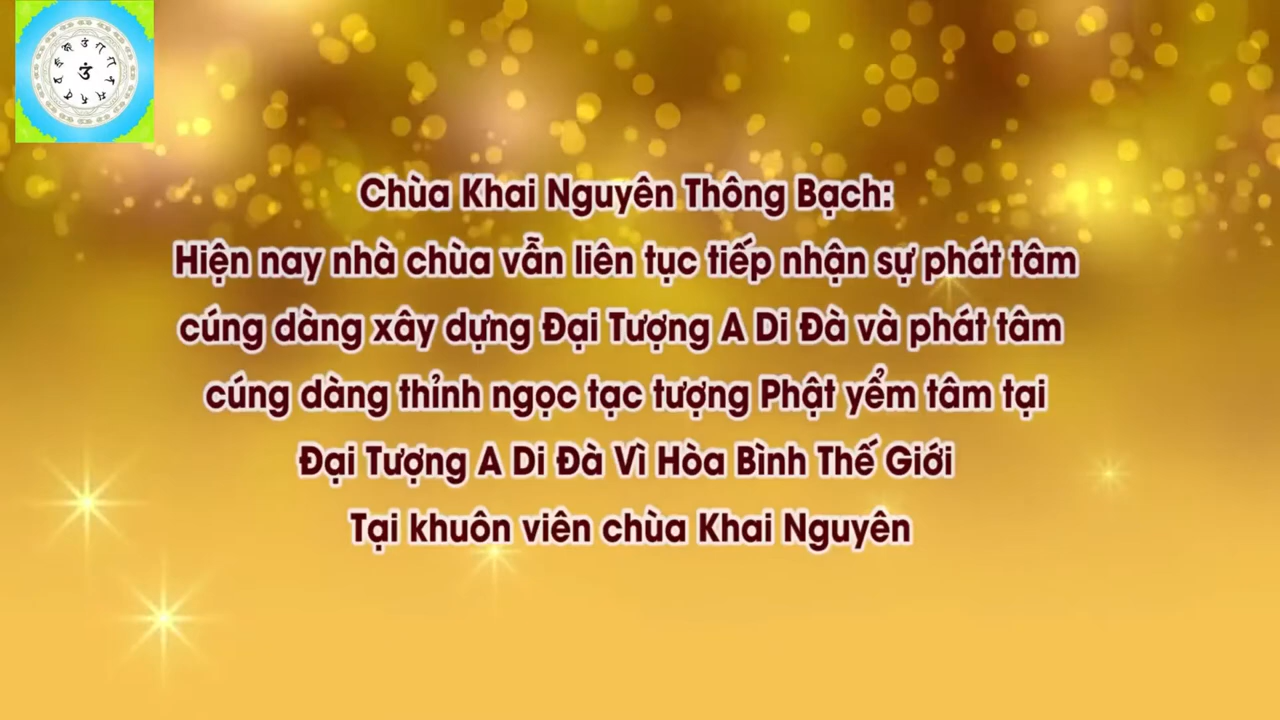 Chùa Khai Nguyên Thông Bạch:
Hiện nay nhà chùa vẫn liên tục tiếp nhận sự phát tâm
cúng dàng xây dựng Đại Tượng A Di Đà và phát tâm
cúng dàng thỉnh ngọc tạc tượng Phật yểm tâm tại
Đại Tượng A Di Đà Vì Hòa Bình Thế Giới
Tại khuôn viên chùa Khai Nguyên